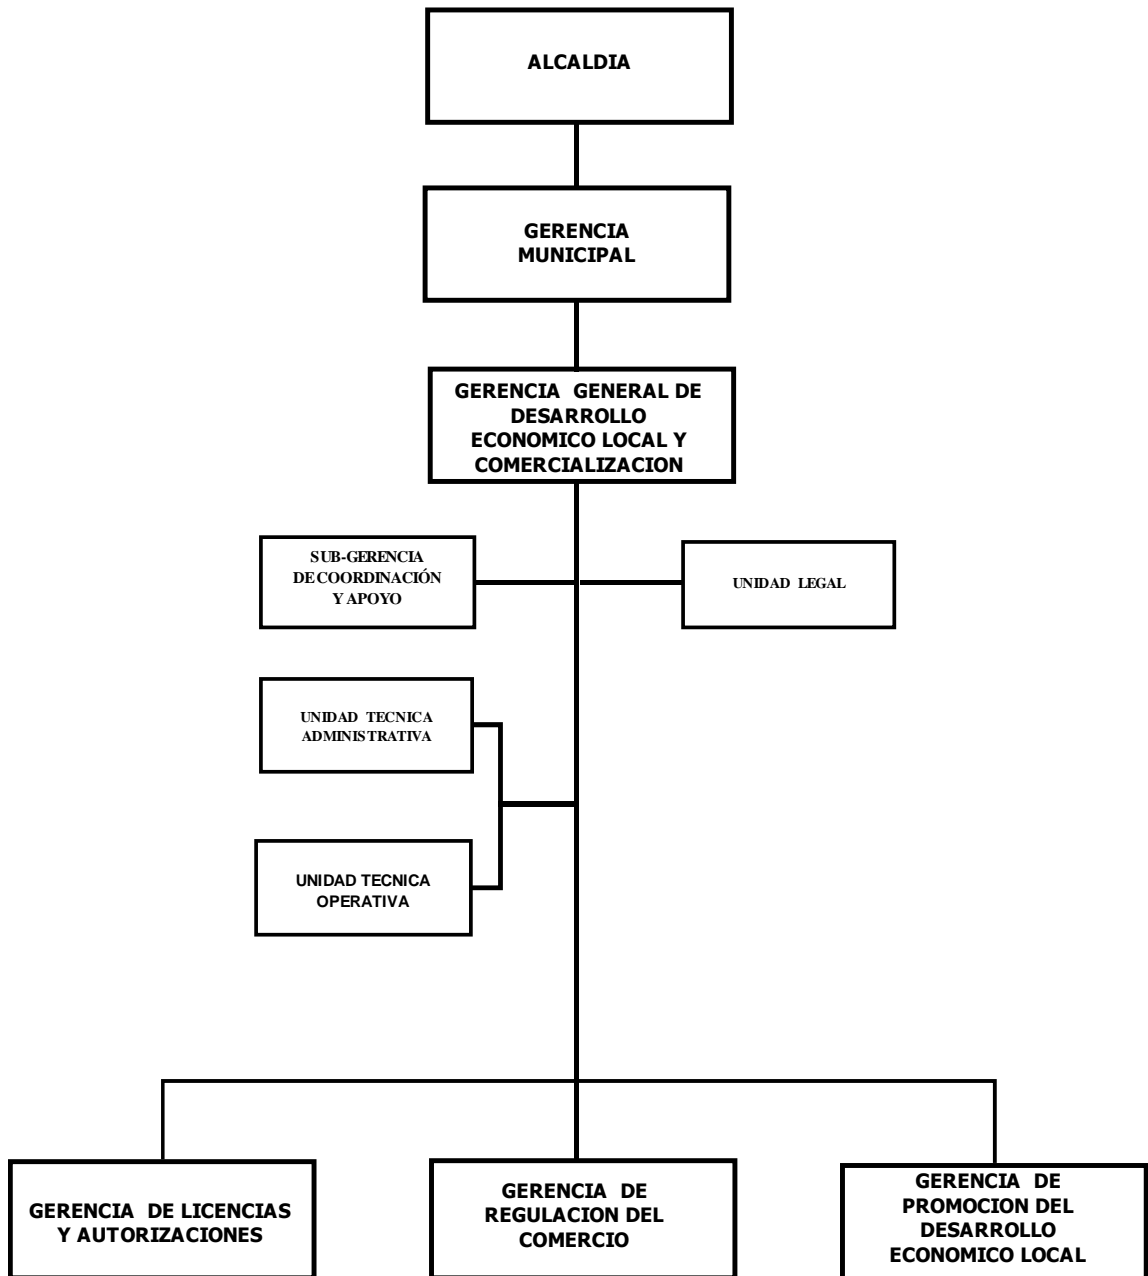 ALCALDIA
GERENCIA
MUNICIPAL
GERENCIA GENERAL DE
DESARROLLO
ECONOMICO LOCAL Y
COMERCIALIZACION
SUB-GERENCIA
DE COORDINACIÓN
Y APOYO
UNIDAD LEGAL
UNIDAD TECNICA
ADMINISTRATIVA
UNIDAD TECNICA
OPERATIVA
GERENCIA DE LICENCIAS
Y AUTORIZACIONES
GERENCIA DE
REGULACION DEL
COMERCIO
GERENCIA DE
PROMOCION DEL
DESARROLLO
ECONOMICO LOCAL